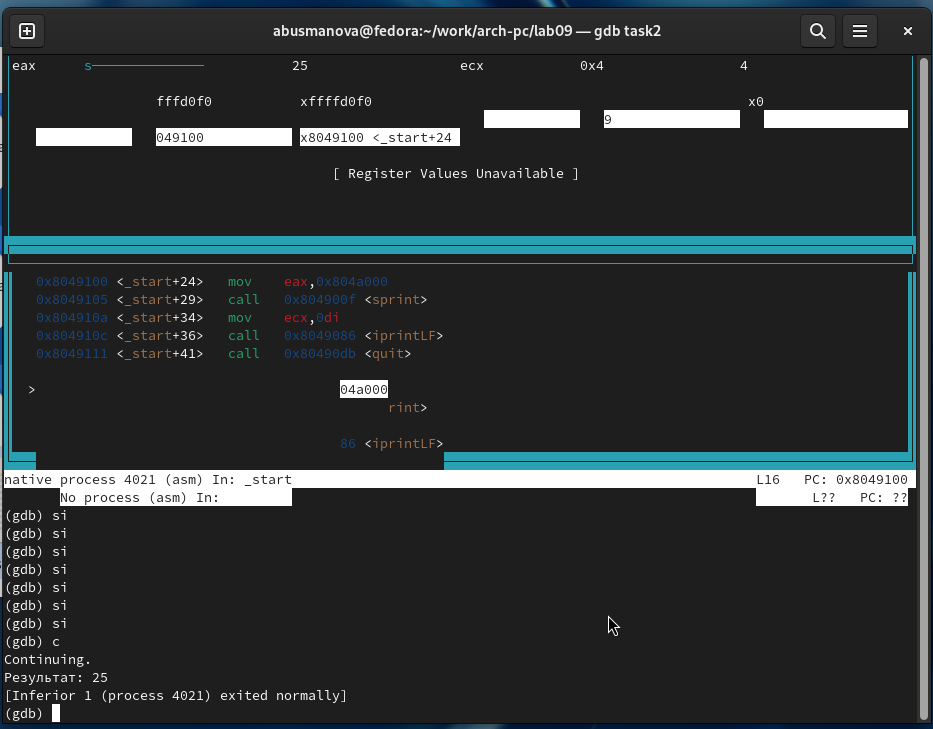 abusmanova@fedora:~/work/arch-pc/lab09 — gdb task2
eax s 25 ecx 0x4 4
fffd0f0 xffffd0f0 x0
9
049100 x8049100 <_start+24
[ Register Values Unavailable ]
0x8049100 <_start+24> mov eax,0x804a000
0x8049105 <_start+29> call 0x804900f <sprint>
0x804910a <_start+34> mov ecx,0di
0x804910c <_start+36> call 0x8049086 <iprintLF>
0x8049111 <_start+41> call 0x80490db <quit>
> 04a000
rint>
86 <iprintLF>
native process 4021 (asm) In: _start L16 PC: 0x8049100
No process (asm) In: L?? PC: ??
(gdb) si
(gdb) si
(gdb) si
(gdb) si
(gdb) si
(gdb) si
(gdb) si
(gdb) c
Continuing.
Результат: 25
[Inferior 1 (process 4021) exited normally]
(gdb)